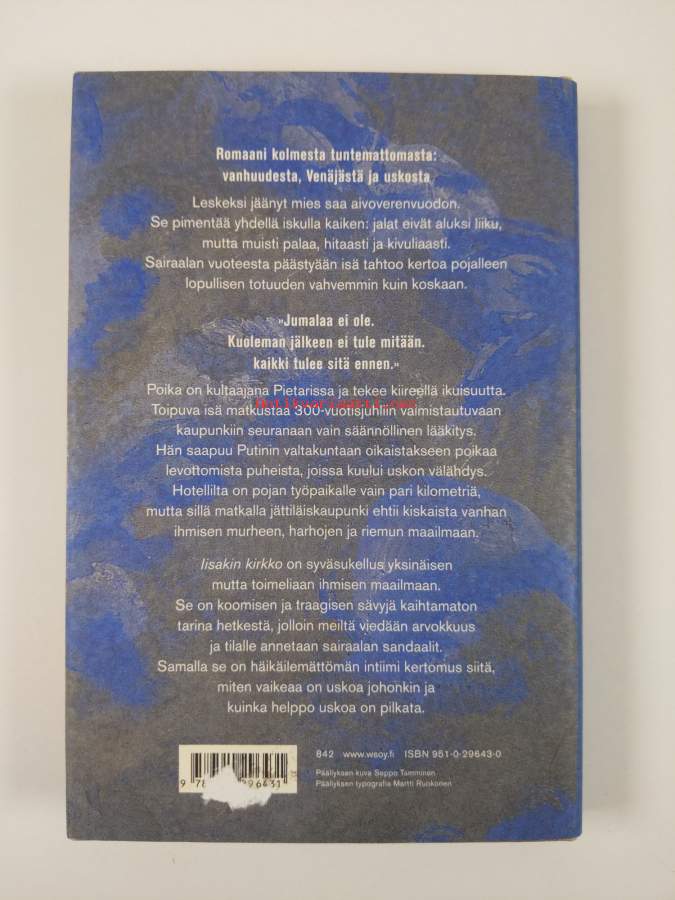 Romaani kolmesta tuntemattomasta:
vanhuudesta, Venäjästä ja uskosta
Leskeksi jäänyt mies saa aivoverenvuodon.
Se pimentää yhdellä iskulla kaiken: jalat eivät aluksi liiku,
mutta muisti palaa, hitaasti ja kivuliaasti.
Sairaalan vuoteesta päästyään isä tahtoo kertoa pojalleen
lopullisen totuuden vahvemmin kuin koskaan.
»Jumalaa ei ole.
Kuoleman jälkeen ei tule mitään.
kaikki tulee sitä ennen.»
Poika on kultaajana Pietarissa ja tekee kiireellä ikuisuutta.
Toipuva isä matkustaa 300-vuotisjuhliin valmistautuvaan
kaupunkiin seuranaan vain säännöllinen lääkitys.
Hän saapuu Putinin valtakuntaan oikaistakseen poikaa
levottomista puheista, joissa kuului uskon välähdys.
Hotellilta on pojan työpaikalle vain pari kilometriä,
mutta sillä matkalla jättiläiskaupunki ehtii kiskaista vanhan
ihmisen murheen, harhojen ja riemun maailmaan.
Iisakin kirkko on syväsukellus yksinäisen
mutta toimeliaan ihmisen maailmaan.
Se on koomisen ja traagisen sävyjä kaihtamaton
tarina hetkestä, jolloin meiltä viedään arvokkuus
ja tilalle annetaan sairaalan sandaalit.
Samalla se on häikäilemättömän intiimi kertomus siitä,
miten vaikeaa on uskoa johonkin ja
kuinka helppo uskoa on pilkata.
842 www.wsoy.fi ISBN 951-0-29643-0
Päällyksen kuva Seppo Tamminen
Päällyksen typografia Martti Ruokonen
9 78 29643